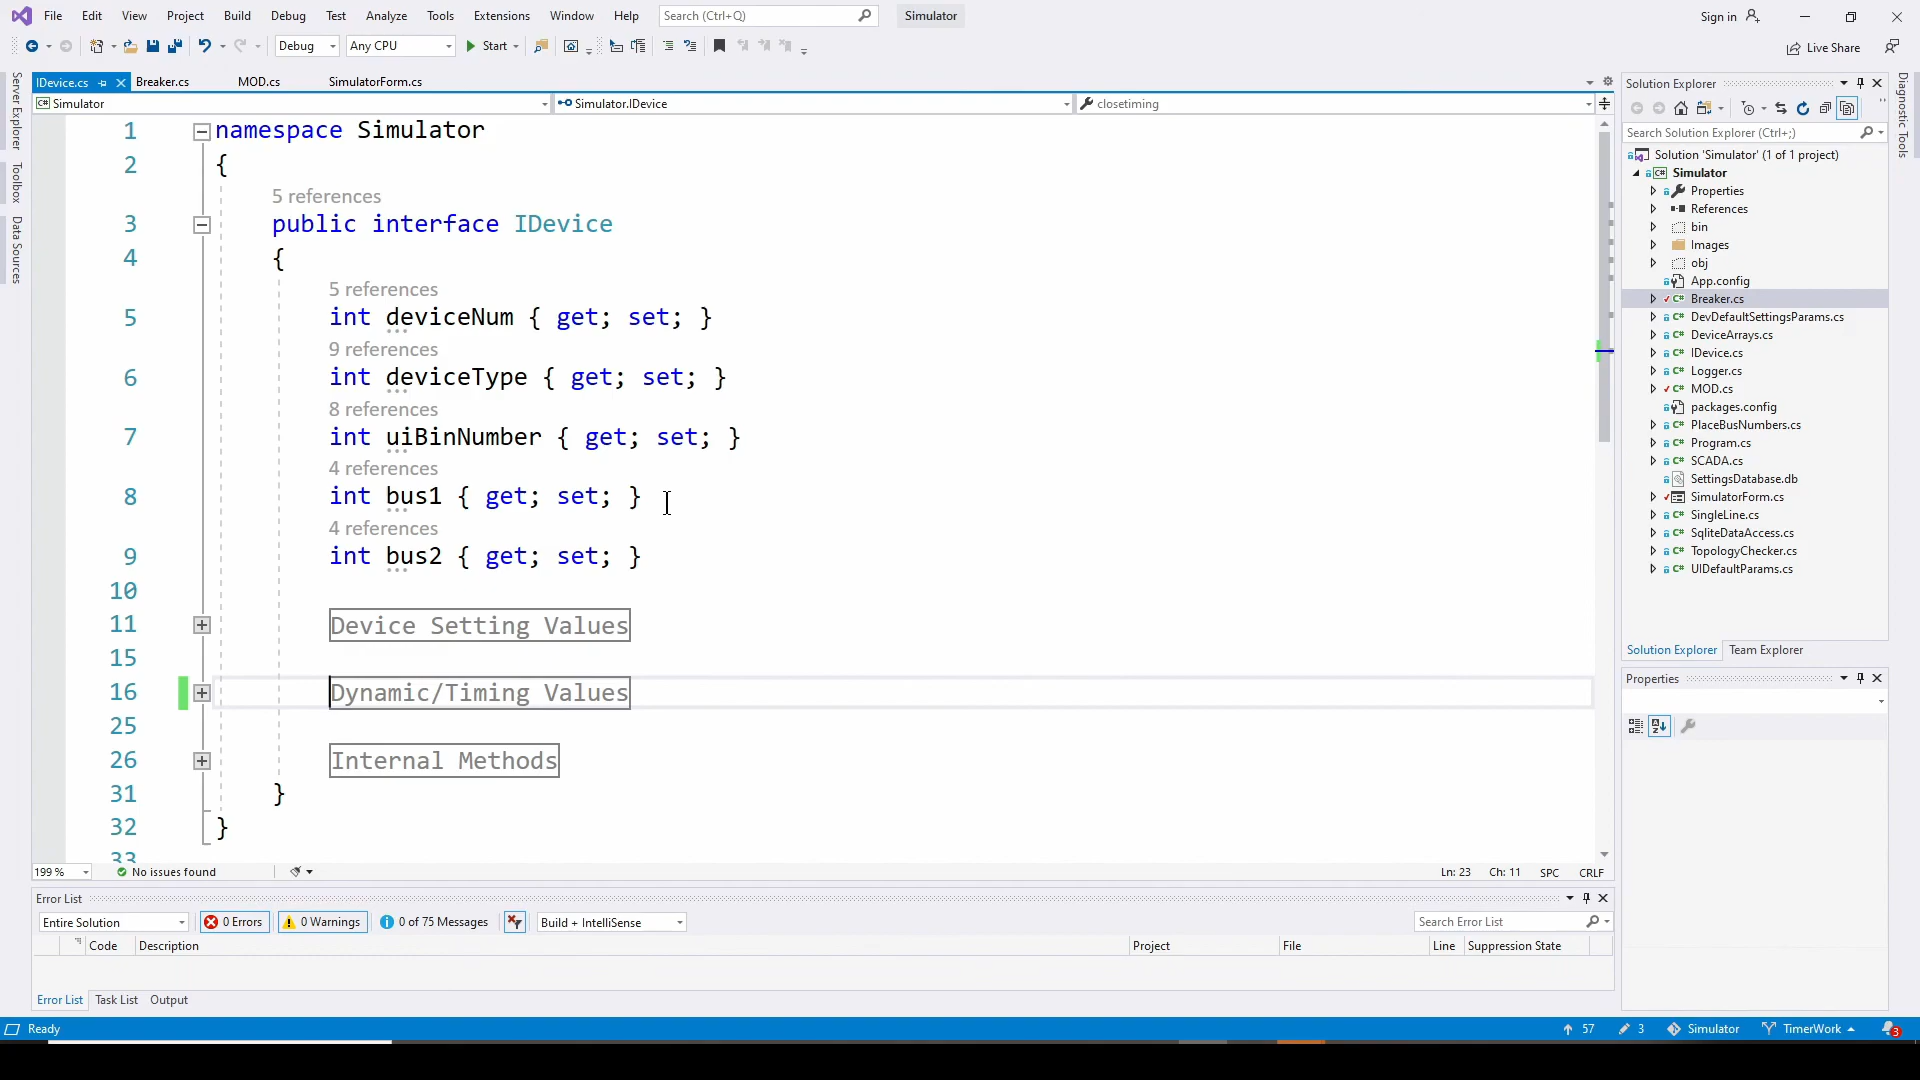 File Edit View Project Build Debug Test Analyze Tools Extensions Window Help Search (Ctrl+Q) Simulator Sign in
Debug Any CPU Start Live Share
IDevice.cs Breaker.cs MOD.cs SimulatorForm.cs
Simulator Simulator.IDevice closetiming
Server Explorer
Toolbox
Data Sources
1 namespace Simulator
2 {
5 references
3 public interface IDevice
4 {
5 references
5 int deviceNum { get; set; }
9 references
6 int deviceType { get; set; }
8 references
7 int uiBinNumber { get; set; }
4 references
8 int bus1 { get; set; }
4 references
9 int bus2 { get; set; }
10
11 Device Setting Values
15
16 Dynamic/Timing Values
25
26 Internal Methods
31 }
32 }
33
199 % No issues found Ln: 23 Ch: 11 SPC CRLF
Error List
Entire Solution 0 Errors 0 Warnings 0 of 75 Messages Build + IntelliSense Search Error List
Code Description Project File Line Suppression State
Error List Task List Output
Solution Explorer
Search Solution Explorer (Ctrl+;)
Solution 'Simulator' (1 of 1 project)
C# Simulator
Properties
References
bin
Images
obj
App.config
C# Breaker.cs
C# DevDefaultSettingsParams.cs
C# DeviceArrays.cs
C# IDevice.cs
C# Logger.cs
C# MOD.cs
packages.config
C# PlaceBusNumbers.cs
C# Program.cs
C# SCADA.cs
SettingsDatabase.db
SimulatorForm.cs
C# SingleLine.cs
C# SqliteDataAccess.cs
C# TopologyChecker.cs
C# UIDefaultParams.cs
Solution Explorer Team Explorer
Properties
Diagnostic Tools
Ready 57 3 Simulator TimerWork 3